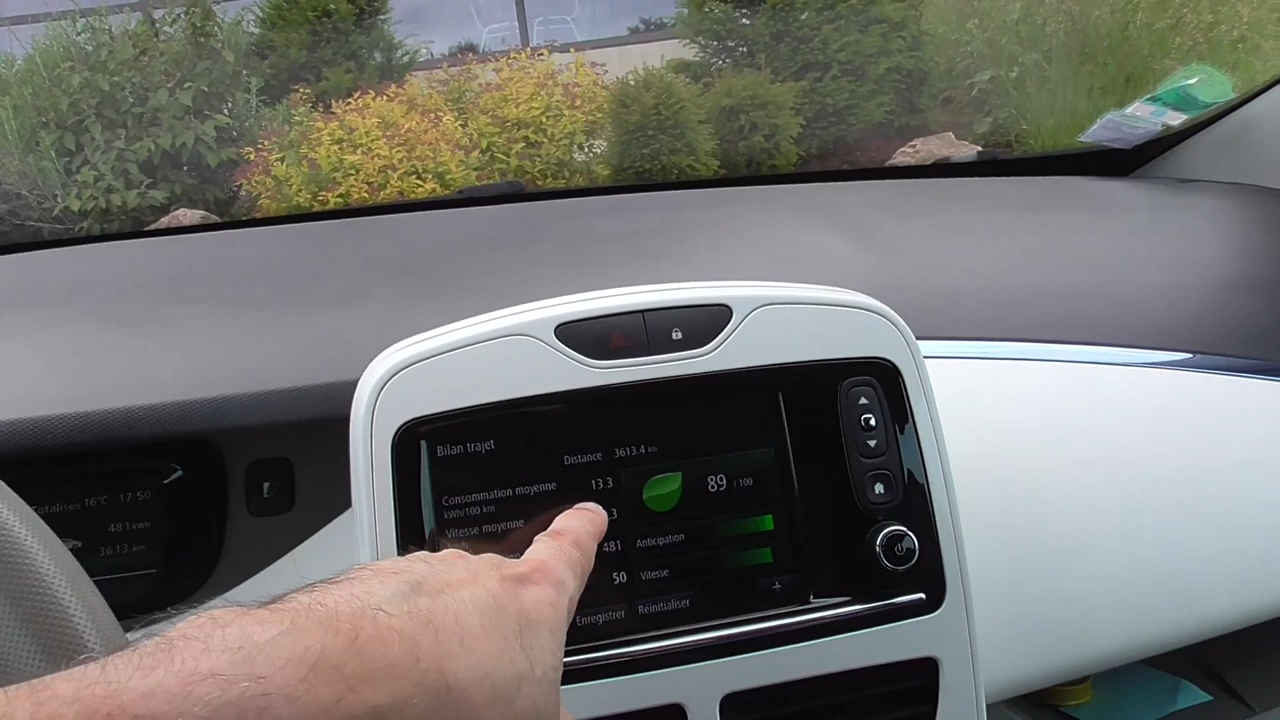 Bilan trajet
Distance 3613.4 km
Consommation moyenne 13.3
kWh/100 km
Vitesse moyenne
481
50
89 / 100
Anticipation
Vitesse
+
Enregistrer Réinitialiser
Totalisés 16°C 17:50
481 kWh
3613 km